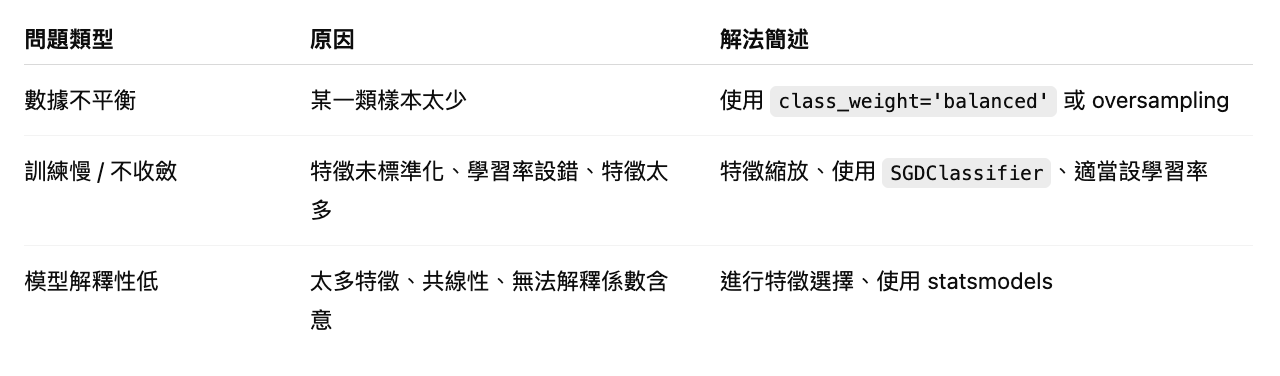 問題類型 原因 解法簡述
數據不平衡 某一類樣本太少 使用 class_weight='balanced' 或 oversampling
訓練慢 / 不收斂 特徵未標準化、學習率設錯、特徵太 特徵縮放、使用 SGDClassifier、適當設學習率
多
模型解釋性低 太多特徵、共線性、無法解釋係數含 進行特徵選擇、使用 statsmodels
意